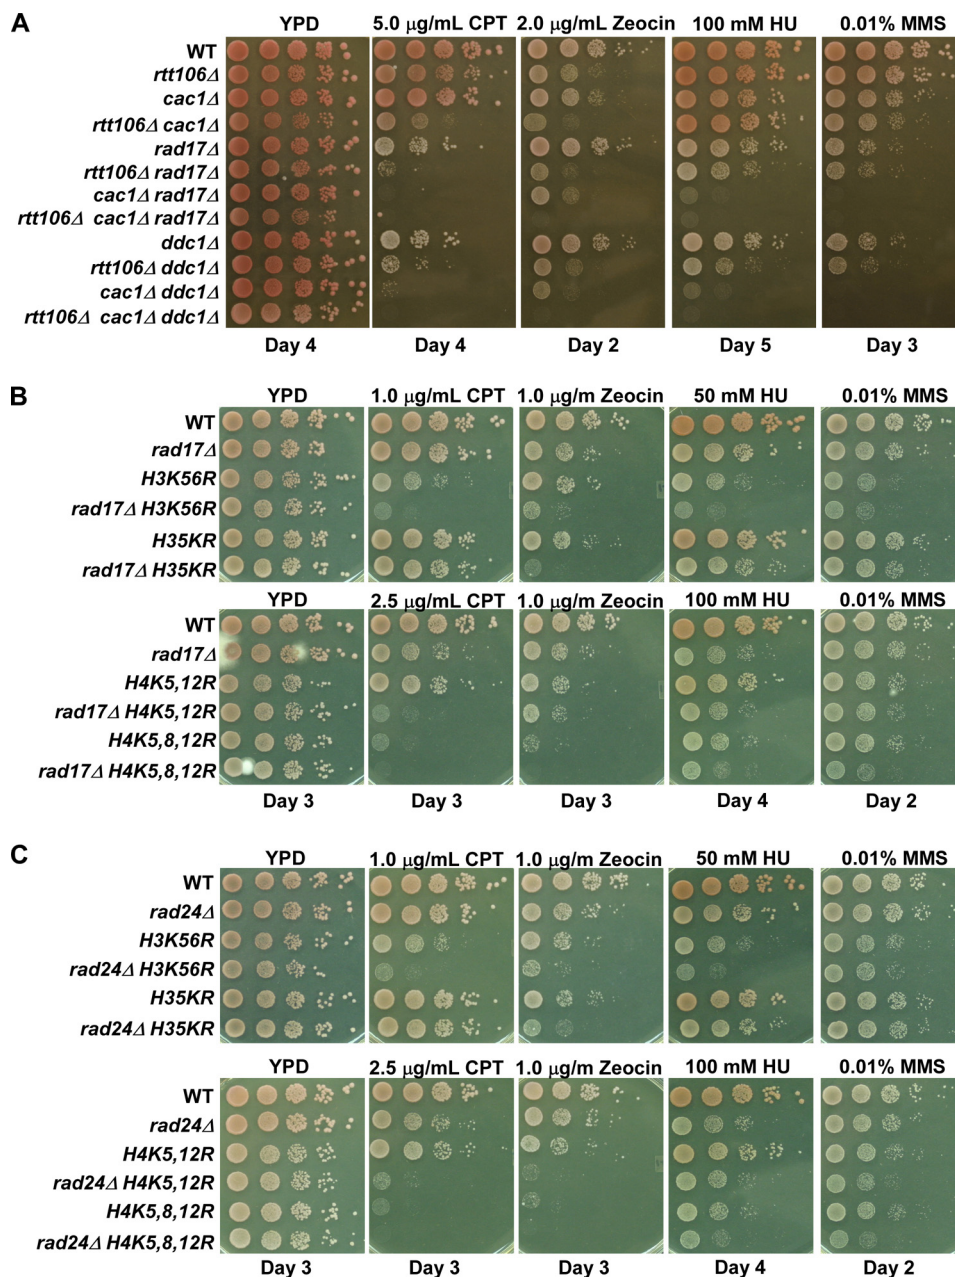 A
YPD 5.0 μg/mL CPT 2.0 μg/mL Zeocin 100 mM HU 0.01% MMS
WT
rtt106Δ
cac1Δ
rtt106Δ cac1Δ
rad17Δ
rtt106Δ rad17Δ
cac1Δ rad17Δ
rtt106Δ cac1Δ rad17Δ
ddc1Δ
rtt106Δ ddc1Δ
cac1Δ ddc1Δ
rtt106Δ cac1Δ ddc1Δ
Day 4 Day 4 Day 2 Day 5 Day 3
B
YPD 1.0 μg/mL CPT 1.0 μg/m Zeocin 50 mM HU 0.01% MMS
WT
rad17Δ
H3K56R
rad17Δ H3K56R
H35KR
rad17Δ H35KR
YPD 2.5 μg/mL CPT 1.0 μg/m Zeocin 100 mM HU 0.01% MMS
WT
rad17Δ
H4K5,12R
rad17Δ H4K5,12R
H4K5,8,12R
rad17Δ H4K5,8,12R
Day 3 Day 3 Day 3 Day 4 Day 2
C
YPD 1.0 μg/mL CPT 1.0 μg/m Zeocin 50 mM HU 0.01% MMS
WT
rad24Δ
H3K56R
rad24Δ H3K56R
H35KR
rad24Δ H35KR
YPD 2.5 μg/mL CPT 1.0 μg/m Zeocin 100 mM HU 0.01% MMS
WT
rad24Δ
H4K5,12R
rad24Δ H4K5,12R
H4K5,8,12R
rad24Δ H4K5,8,12R
Day 3 Day 3 Day 3 Day 4 Day 2